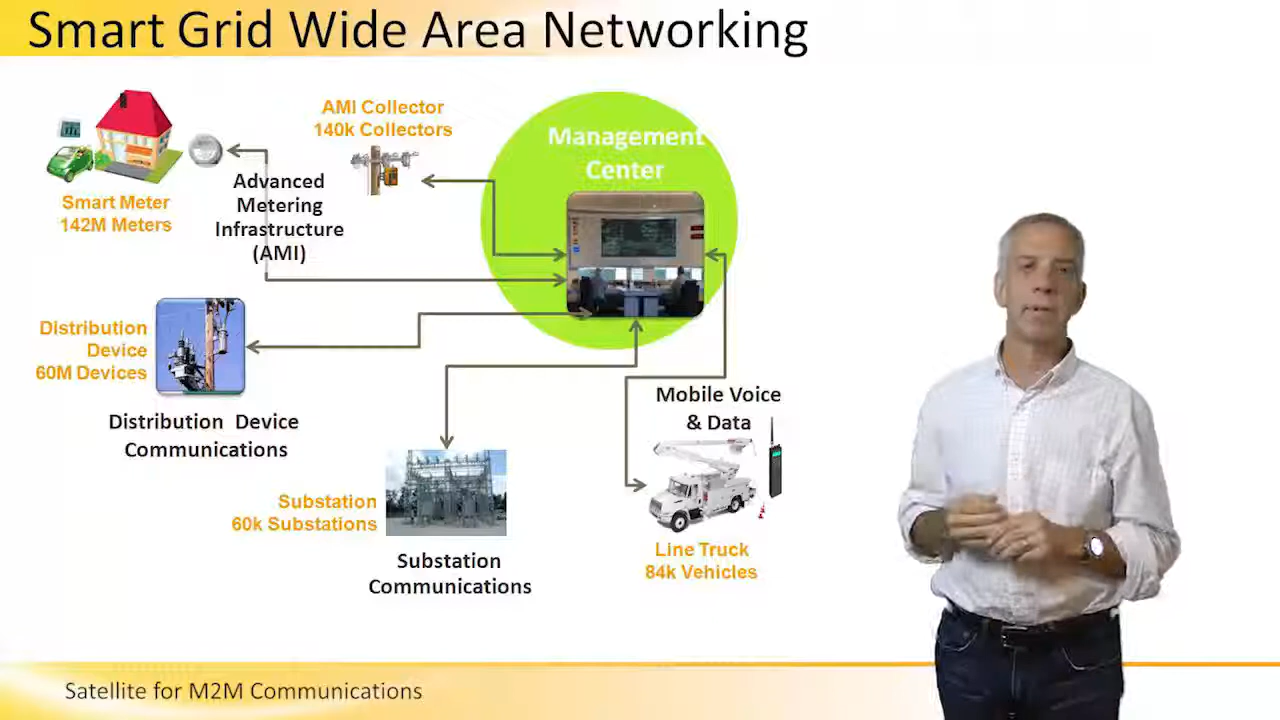 Smart Grid Wide Area Networking
AMI Collector
140k Collectors
Management
Center
Smart Meter
142M Meters
Advanced
Metering
Infrastructure
(AMI)
Distribution
Device
60M Devices
Distribution Device
Communications
Mobile Voice
& Data
Substation
60k Substations
Substation
Communications
Line Truck
84k Vehicles
Satellite for M2M Communications